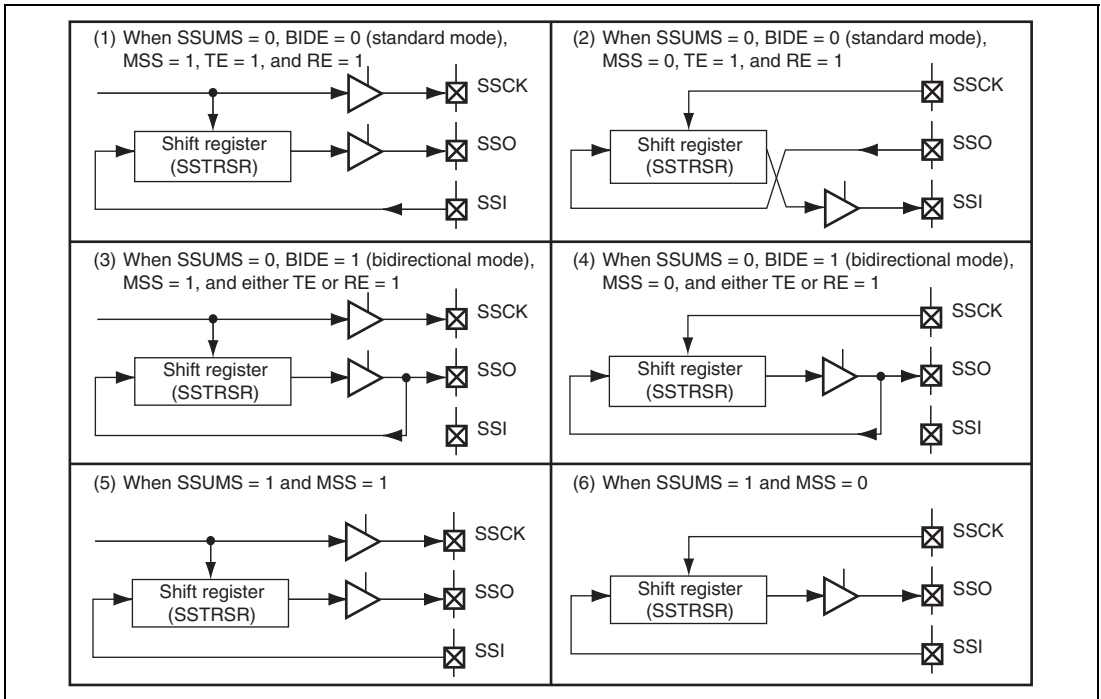 (1) When SSUMS = 0, BIDE = 0 (standard mode),
MSS = 1, TE = 1, and RE = 1
SSCK
Shift register
(SSTRSR)
SSO
SSI
(2) When SSUMS = 0, BIDE = 0 (standard mode),
MSS = 0, TE = 1, and RE = 1
SSCK
Shift register
(SSTRSR)
SSO
SSI
(3) When SSUMS = 0, BIDE = 1 (bidirectional mode),
MSS = 1, and either TE or RE = 1
SSCK
Shift register
(SSTRSR)
SSO
SSI
(4) When SSUMS = 0, BIDE = 1 (bidirectional mode),
MSS = 0, and either TE or RE = 1
SSCK
Shift register
(SSTRSR)
SSO
SSI
(5) When SSUMS = 1 and MSS = 1
SSCK
Shift register
(SSTRSR)
SSO
SSI
(6) When SSUMS = 1 and MSS = 0
SSCK
Shift register
(SSTRSR)
SSO
SSI